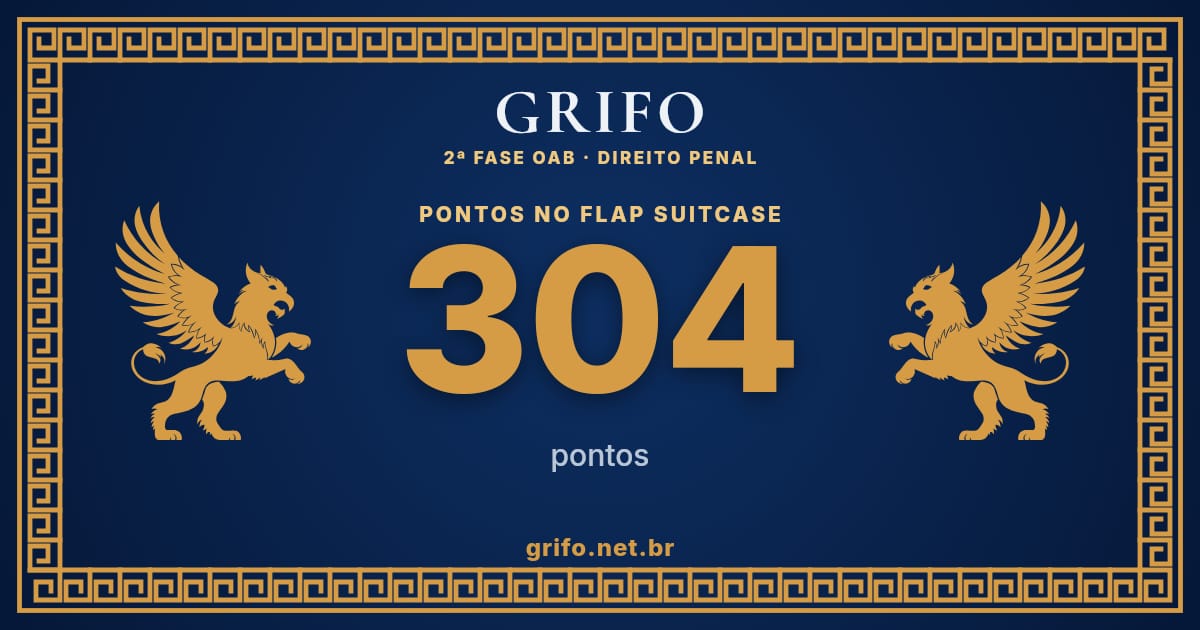 GRIFO
2ª FASE OAB · DIREITO PENAL
PONTOS NO FLAP SUITCASE
304
pontos
grifo.net.br